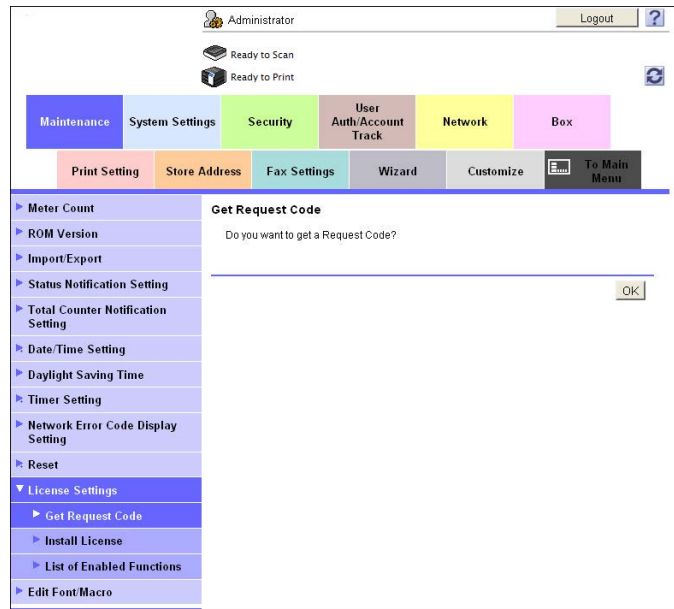 Administrator
Logout
?
Ready to Scan
Ready to Print
Maintenance
System Settings
Security
User
Auth/Account
Track
Network
Box
Print Setting
Store Address
Fax Settings
Wizard
Customize
To Main
Menu
Meter Count
ROM Version
Import/Export
Status Notification Setting
Total Counter Notification
Setting
Date/Time Setting
Daylight Saving Time
Timer Setting
Network Error Code Display
Setting
Reset
License Settings
Get Request Code
Install License
List of Enabled Functions
Edit Font/Macro
Get Request Code
Do you want to get a Request Code?
OK